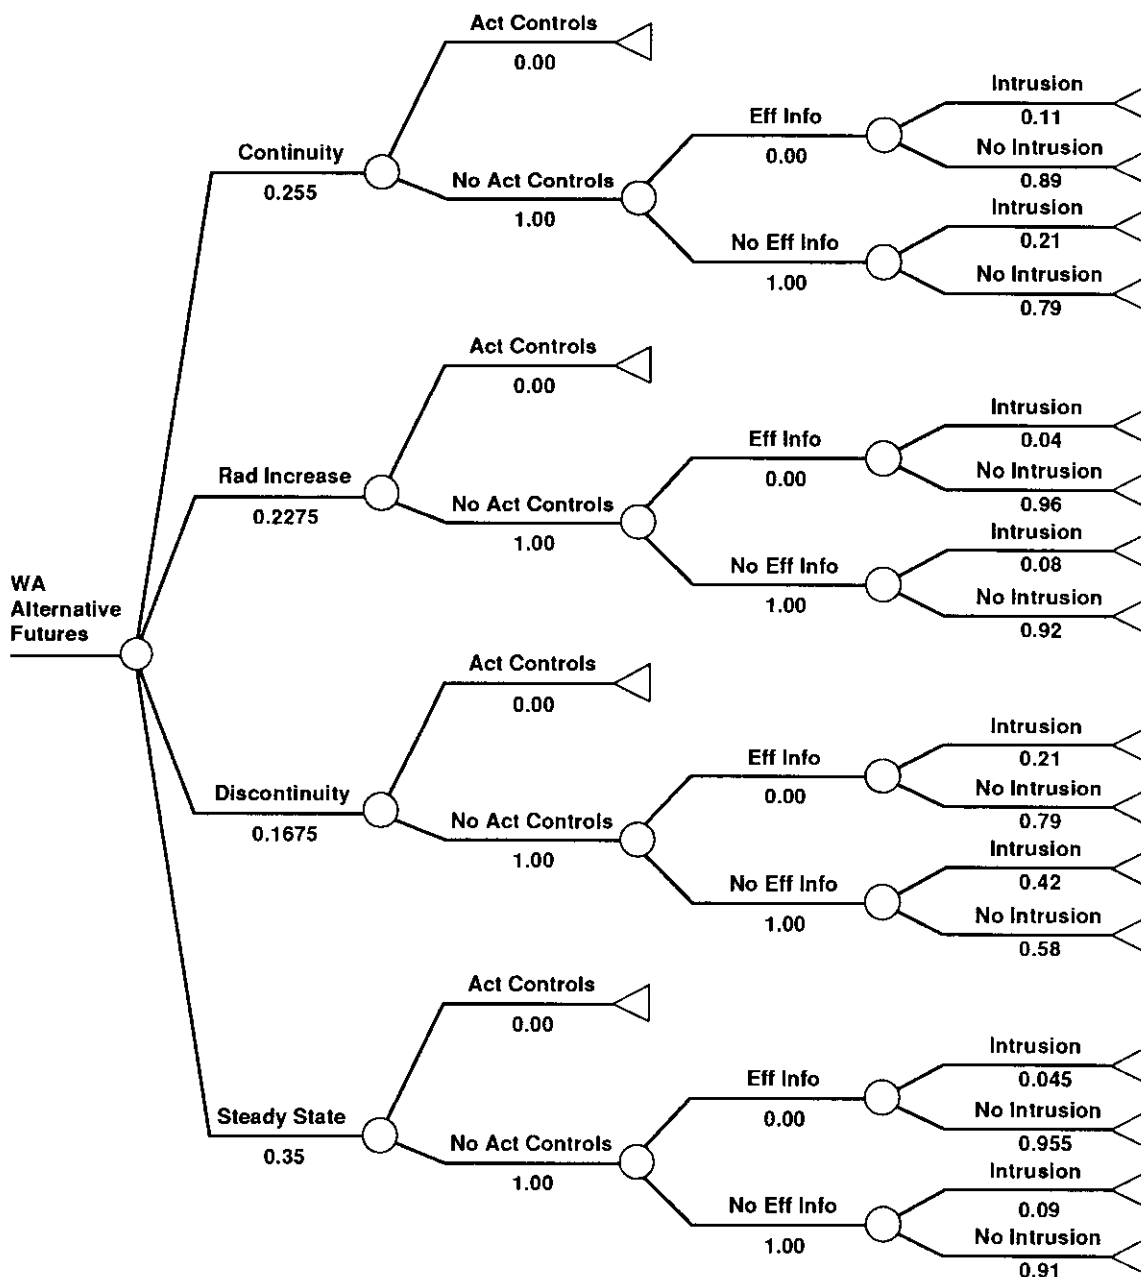 Act Controls
0.00
Intrusion
0.11
Eff Info
0.00
No Intrusion
0.89
Continuity
0.255
No Act Controls
1.00
Intrusion
0.21
No Eff Info
1.00
No Intrusion
0.79
Act Controls
0.00
Intrusion
0.04
Eff Info
0.00
No Intrusion
0.96
Rad Increase
0.2275
No Act Controls
1.00
Intrusion
0.08
No Eff Info
1.00
No Intrusion
0.92
WA
Alternative
Futures
Act Controls
0.00
Intrusion
0.21
Eff Info
0.00
No Intrusion
0.79
Discontinuity
0.1675
No Act Controls
1.00
Intrusion
0.42
No Eff Info
1.00
No Intrusion
0.58
Act Controls
0.00
Intrusion
0.045
Eff Info
0.00
No Intrusion
0.955
Steady State
0.35
No Act Controls
1.00
Intrusion
0.09
No Eff Info
1.00
No Intrusion
0.91